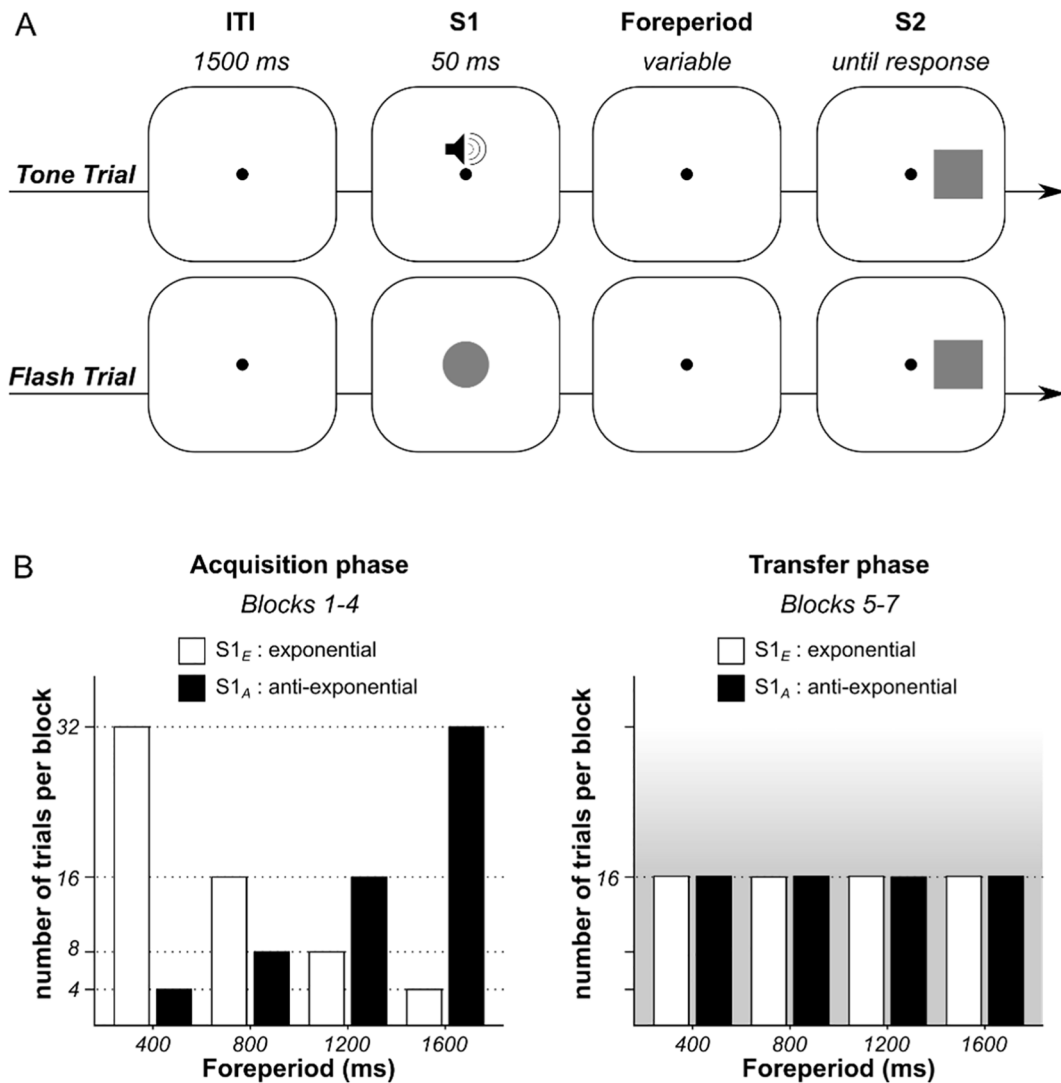 A
ITI
S1
Foreperiod
S2
1500 ms
50 ms
variable
until response
Tone Trial
Flash Trial
B
Acquisition phase
Blocks 1-4
S1E : exponential
S1A : anti-exponential
number of trials per block
32
16
8
4
400
800
1200
1600
Foreperiod (ms)
Transfer phase
Blocks 5-7
S1E : exponential
S1A : anti-exponential
number of trials per block
16
400
800
1200
1600
Foreperiod (ms)